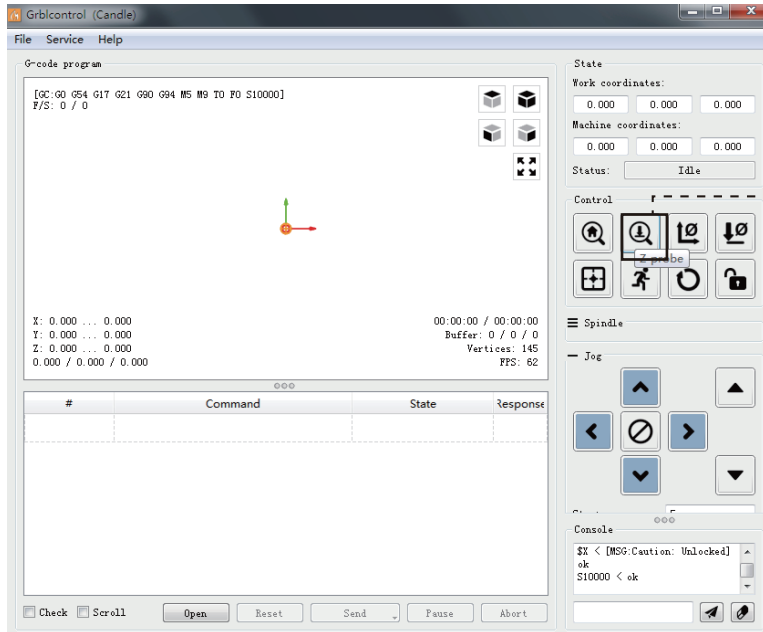 Grblcontrol (Candle)
File Service Help
G-code program
[GC:G0 G54 G17 G21 G90 G94 M5 M9 T0 F0 S10000]
F/S: 0 / 0
X: 0.000 ... 0.000
Y: 0.000 ... 0.000
Z: 0.000 ... 0.000
0.000 / 0.000 / 0.000
00:00:00 / 00:00:00
Buffer: 0 / 0 / 0
Vertices: 145
FPS: 62
# Command State Response
Check Scroll Open Reset Send Pause Abort
State
Work coordinates:
0.000 0.000 0.000
Machine coordinates:
0.000 0.000 0.000
Status: Idle
Control
Z-probe
Spindle
Jog
Console
$X < [MSG:Caution: Unlocked]
ok
S10000 < ok